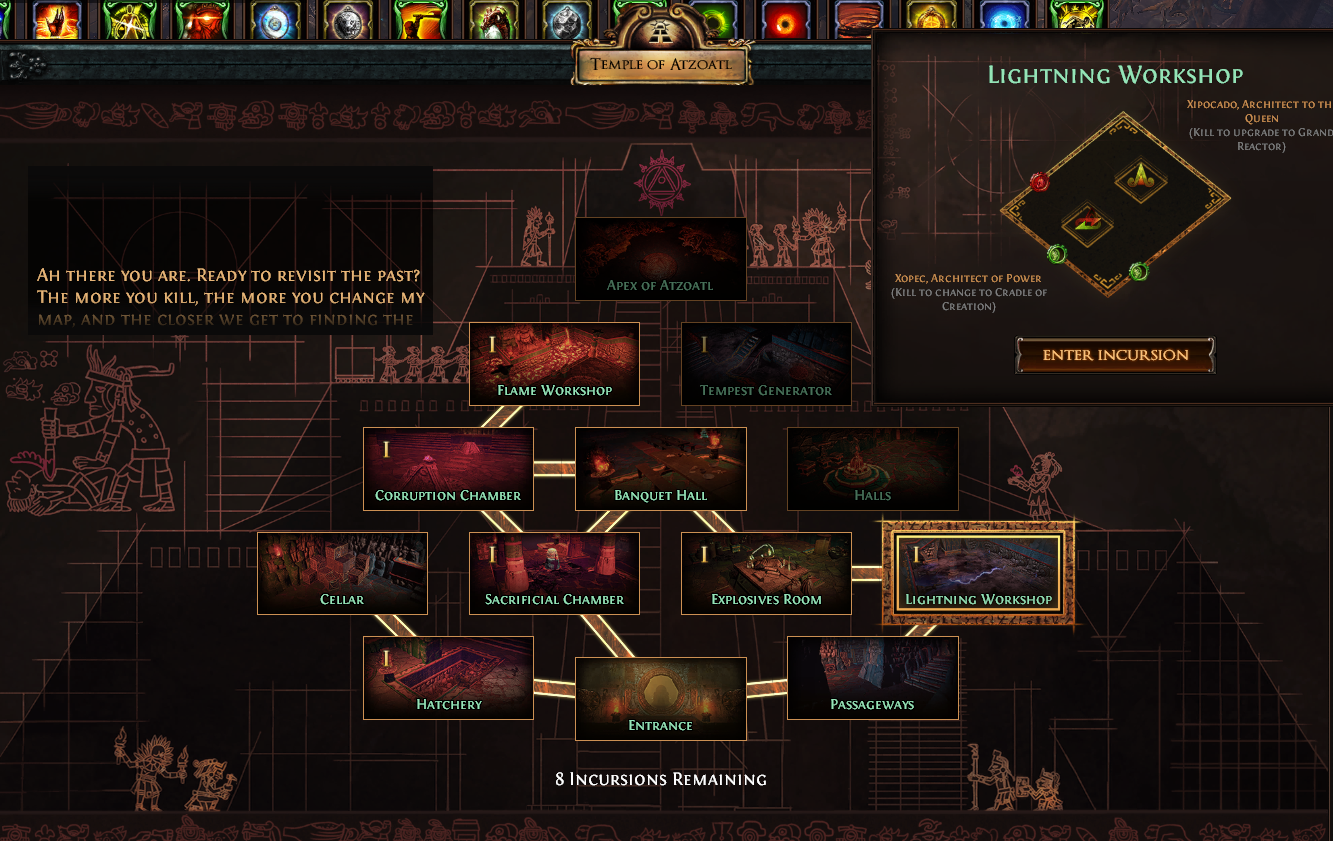 Temple of Atzoatl
Lightning Workshop
Xipocado, Architect to th
Queen
(Kill to upgrade to Grand
Reactor)
Xopec, Architect of Power
(Kill to change to Cradle of
Creation)
Enter Incursion
Ah there you are. Ready to revisit the past?
The more you kill, the more you change my
map, and the closer we get to finding the
Apex of Atzoatl
I
Flame Workshop
I
Tempest Generator
I
Corruption Chamber
Banquet Hall
Halls
Cellar
I
Sacrificial Chamber
I
Explosives Room
I
Lightning Workshop
I
Hatchery
Entrance
Passageways
8 Incursions Remaining